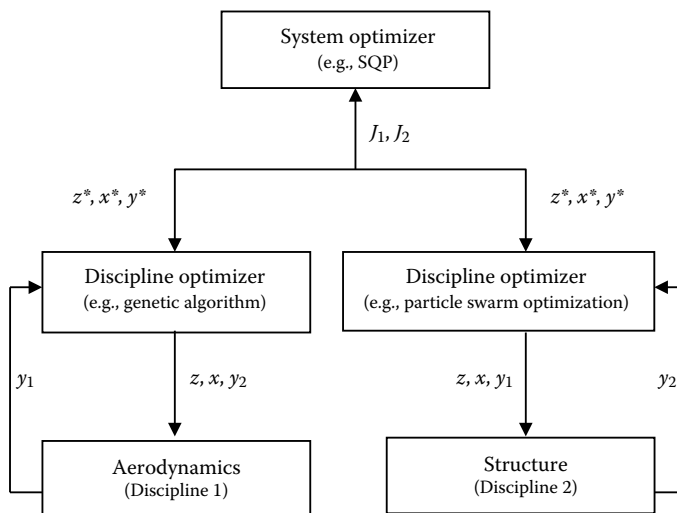 System optimizer
(e.g., SQP)
J₁, J₂
z*, x*, y*
z*, x*, y*
Discipline optimizer
(e.g., genetic algorithm)
Discipline optimizer
(e.g., particle swarm optimization)
y₁
z, x, y₂
z, x, y₁
y₂
Aerodynamics
(Discipline 1)
Structure
(Discipline 2)